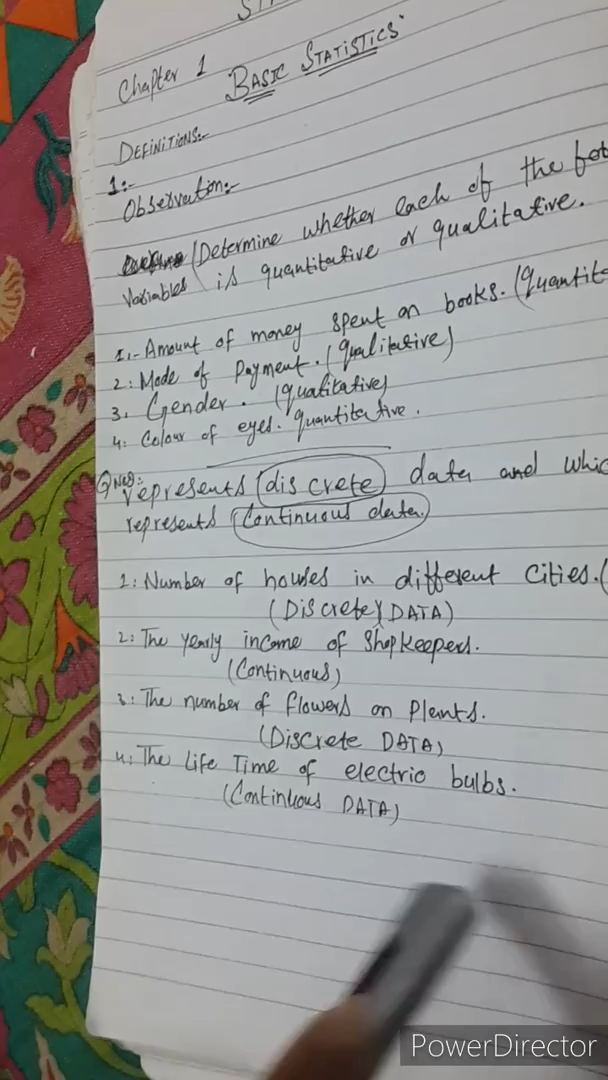 Chapter 1
BASIC STATISTICS
DEFINITIONS:-
1:-
Observation:-
(Determine whether each of the
Variables is quantitative or qualitative.
1:- Amount of money spent on books. (Quantit
2: Mode of Payment. (qualitative)
3. Gender. (qualitative)
4: Colour of eyes. quantitative.
Q No2:
represents discrete data and whic
represents Continuous data.
1: Number of houses in different Cities. (
(Discrete) (DATA)
2: The yearly income of Shopkeepers.
(Continuous)
3: The number of flowers on Plants.
(Discrete DATA)
4: The Life Time of electric bulbs.
(Continuous DATA)
PowerDirector